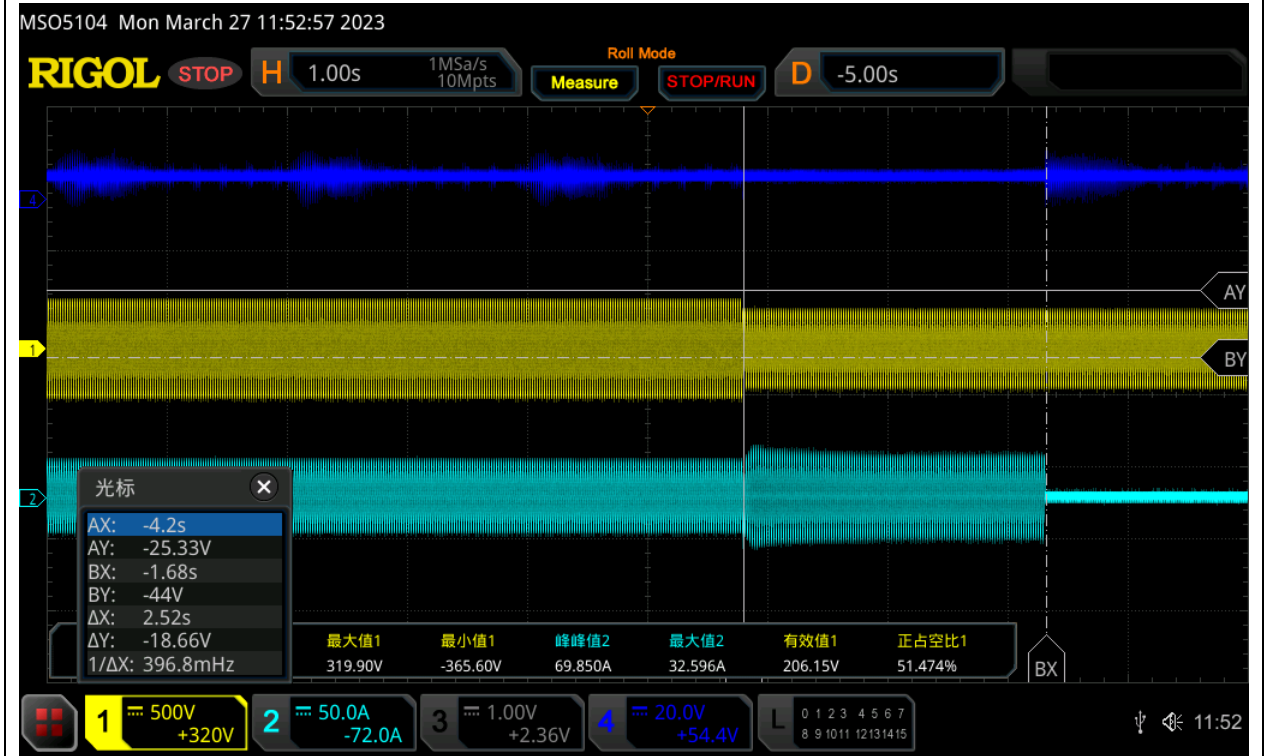 MSO5104 Mon March 27 11:52:57 2023
RIGOL STOP H 1.00s 1MSa/s 10Mpts Roll Mode Measure STOP/RUN D -5.00s
4
AY
1
BY
2
光标
AX: -4.2s
AY: -25.33V
BX: -1.68s
BY: -44V
ΔX: 2.52s
ΔY: -18.66V
1/ΔX: 396.8mHz
最大值1 最小值1 峰峰值2 最大值2 有效值1 正占空比1
319.90V -365.60V 69.850A 32.596A 206.15V 51.474%
BX
1 500V +320V
2 50.0A -72.0A
3 1.00V +2.36V
4 20.0V +54.4V
L 0 1 2 3 4 5 6 7
8 9 1011 12131415
11:52